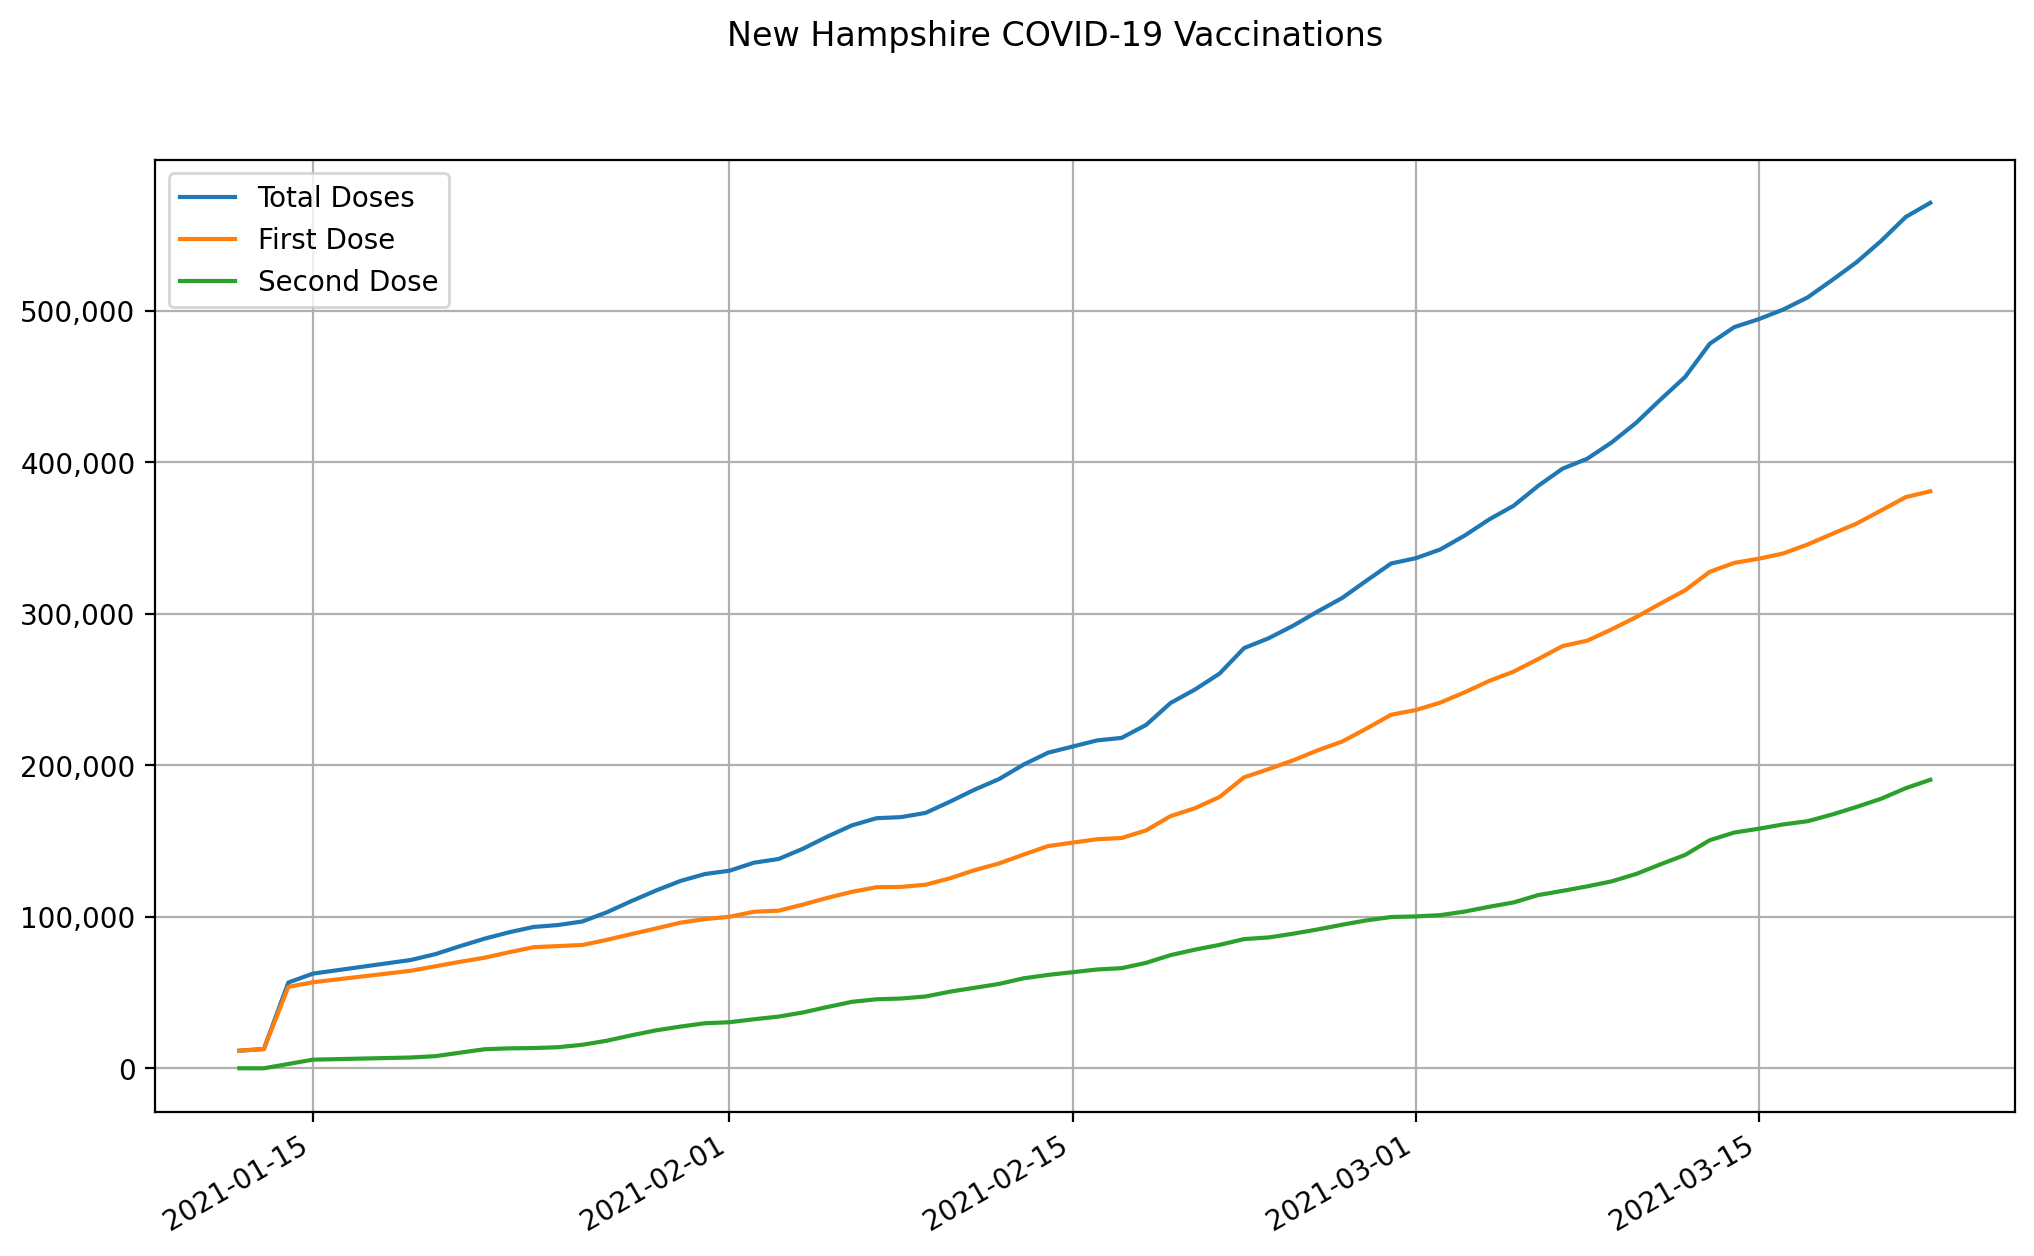 New Hampshire COVID-19 Vaccinations
Total Doses
First Dose
Second Dose
500,000
400,000
300,000
200,000
100,000
0
2021-01-15
2021-02-01
2021-02-15
2021-03-01
2021-03-15